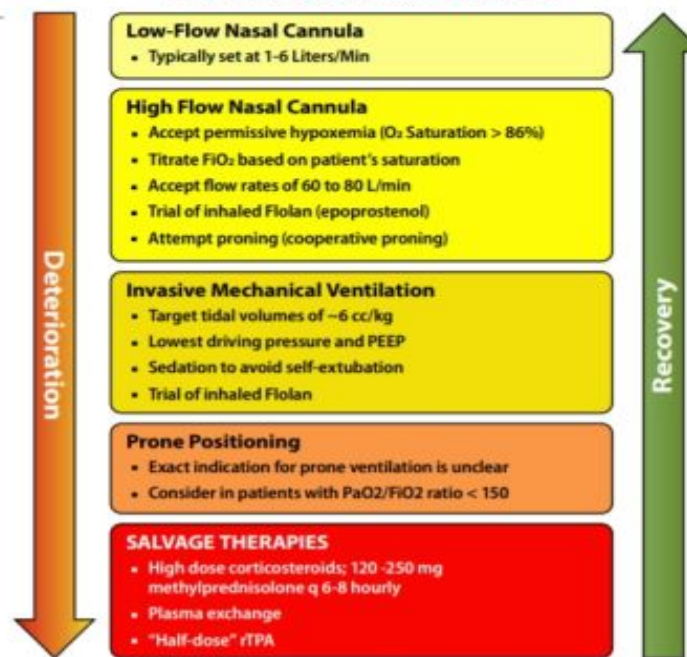 Low-Flow Nasal Cannula
▪ Typically set at 1-6 Liters/Min
High Flow Nasal Cannula
▪ Accept permissive hypoxemia (O₂ Saturation > 86%)
▪ Titrate FiO₂ based on patient's saturation
▪ Accept flow rates of 60 to 80 L/min
▪ Trial of inhaled Flolan (epoprostenol)
▪ Attempt proning (cooperative proning)
Invasive Mechanical Ventilation
▪ Target tidal volumes of ~6 cc/kg
▪ Lowest driving pressure and PEEP
▪ Sedation to avoid self-extubation
▪ Trial of inhaled Flolan
Prone Positioning
▪ Exact indication for prone ventilation is unclear
▪ Consider in patients with PaO2/FiO2 ratio < 150
SALVAGE THERAPIES
▪ High dose corticosteroids; 120 -250 mg
methylprednisolone q 6-8 hourly
▪ Plasma exchange
▪ "Half-dose" rTPA
Deterioration
Recovery